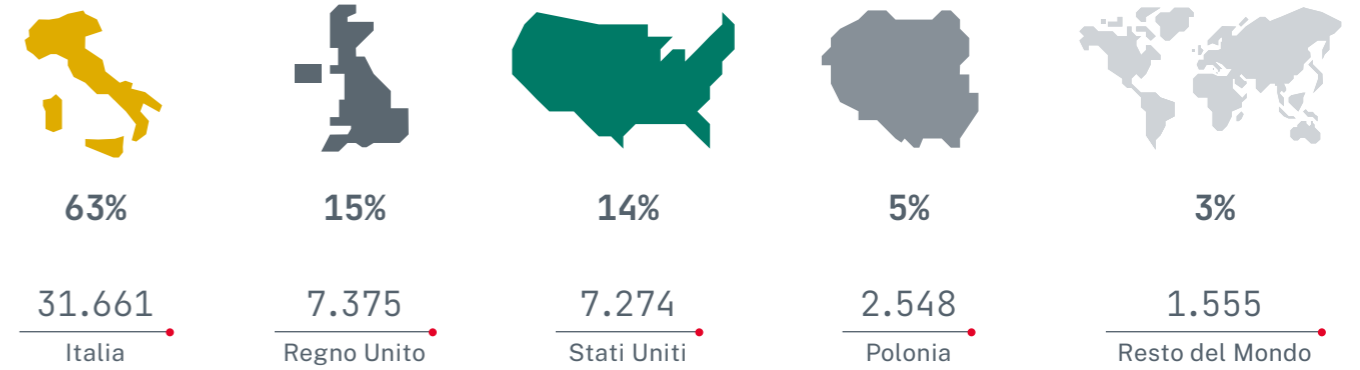 63% 15% 14% 5% 3%
31.661 7.375 7.274 2.548 1.555
Italia Regno Unito Stati Uniti Polonia Resto del Mondo